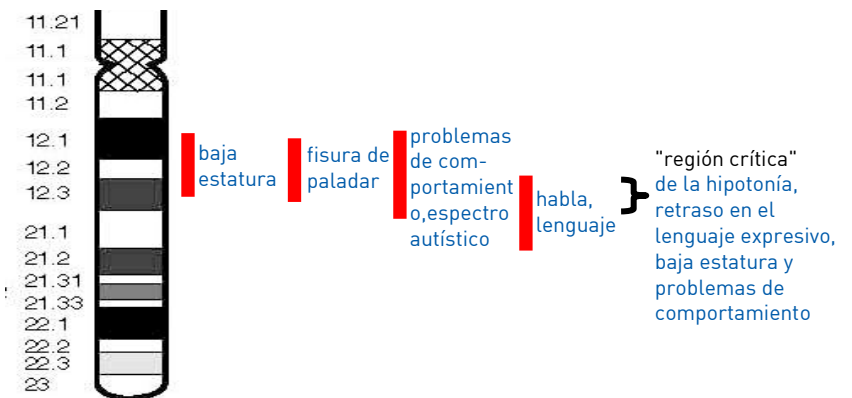 11.21
11.1
11.1
11.2
12.1
12.2
12.3
21.1
21.2
21.31
21.33
22.1
22.2
22.3
23
baja
estatura
fisura de
paladar
problemas
de com-
portamient
o,espectro
autístico
habla,
lenguaje
"región crítica"
de la hipotonía,
retraso en el
lenguaje expresivo,
baja estatura y
problemas de
comportamiento